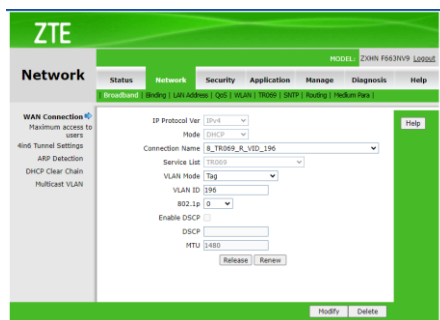 ZTE
MODEL: ZXHN F663NV9 Logout
Network
Status Network Security Application Manage Diagnosis Help
| Broadband | Binding | LAN Address | QoS | WLAN | TR069 | SNTP | Routing | Medium Para |
WAN Connection
Maximum access to users
4in6 Tunnel Settings
ARP Detection
DHCP Clear Chain
Multicast VLAN
IP Protocol Ver IPv4
Mode DHCP
Connection Name 8_TR069_R_VID_196
Service List TR069
VLAN Mode Tag
VLAN ID 196
802.1p 0
Enable DSCP
DSCP
MTU 1480
Release Renew
Help
Modify Delete